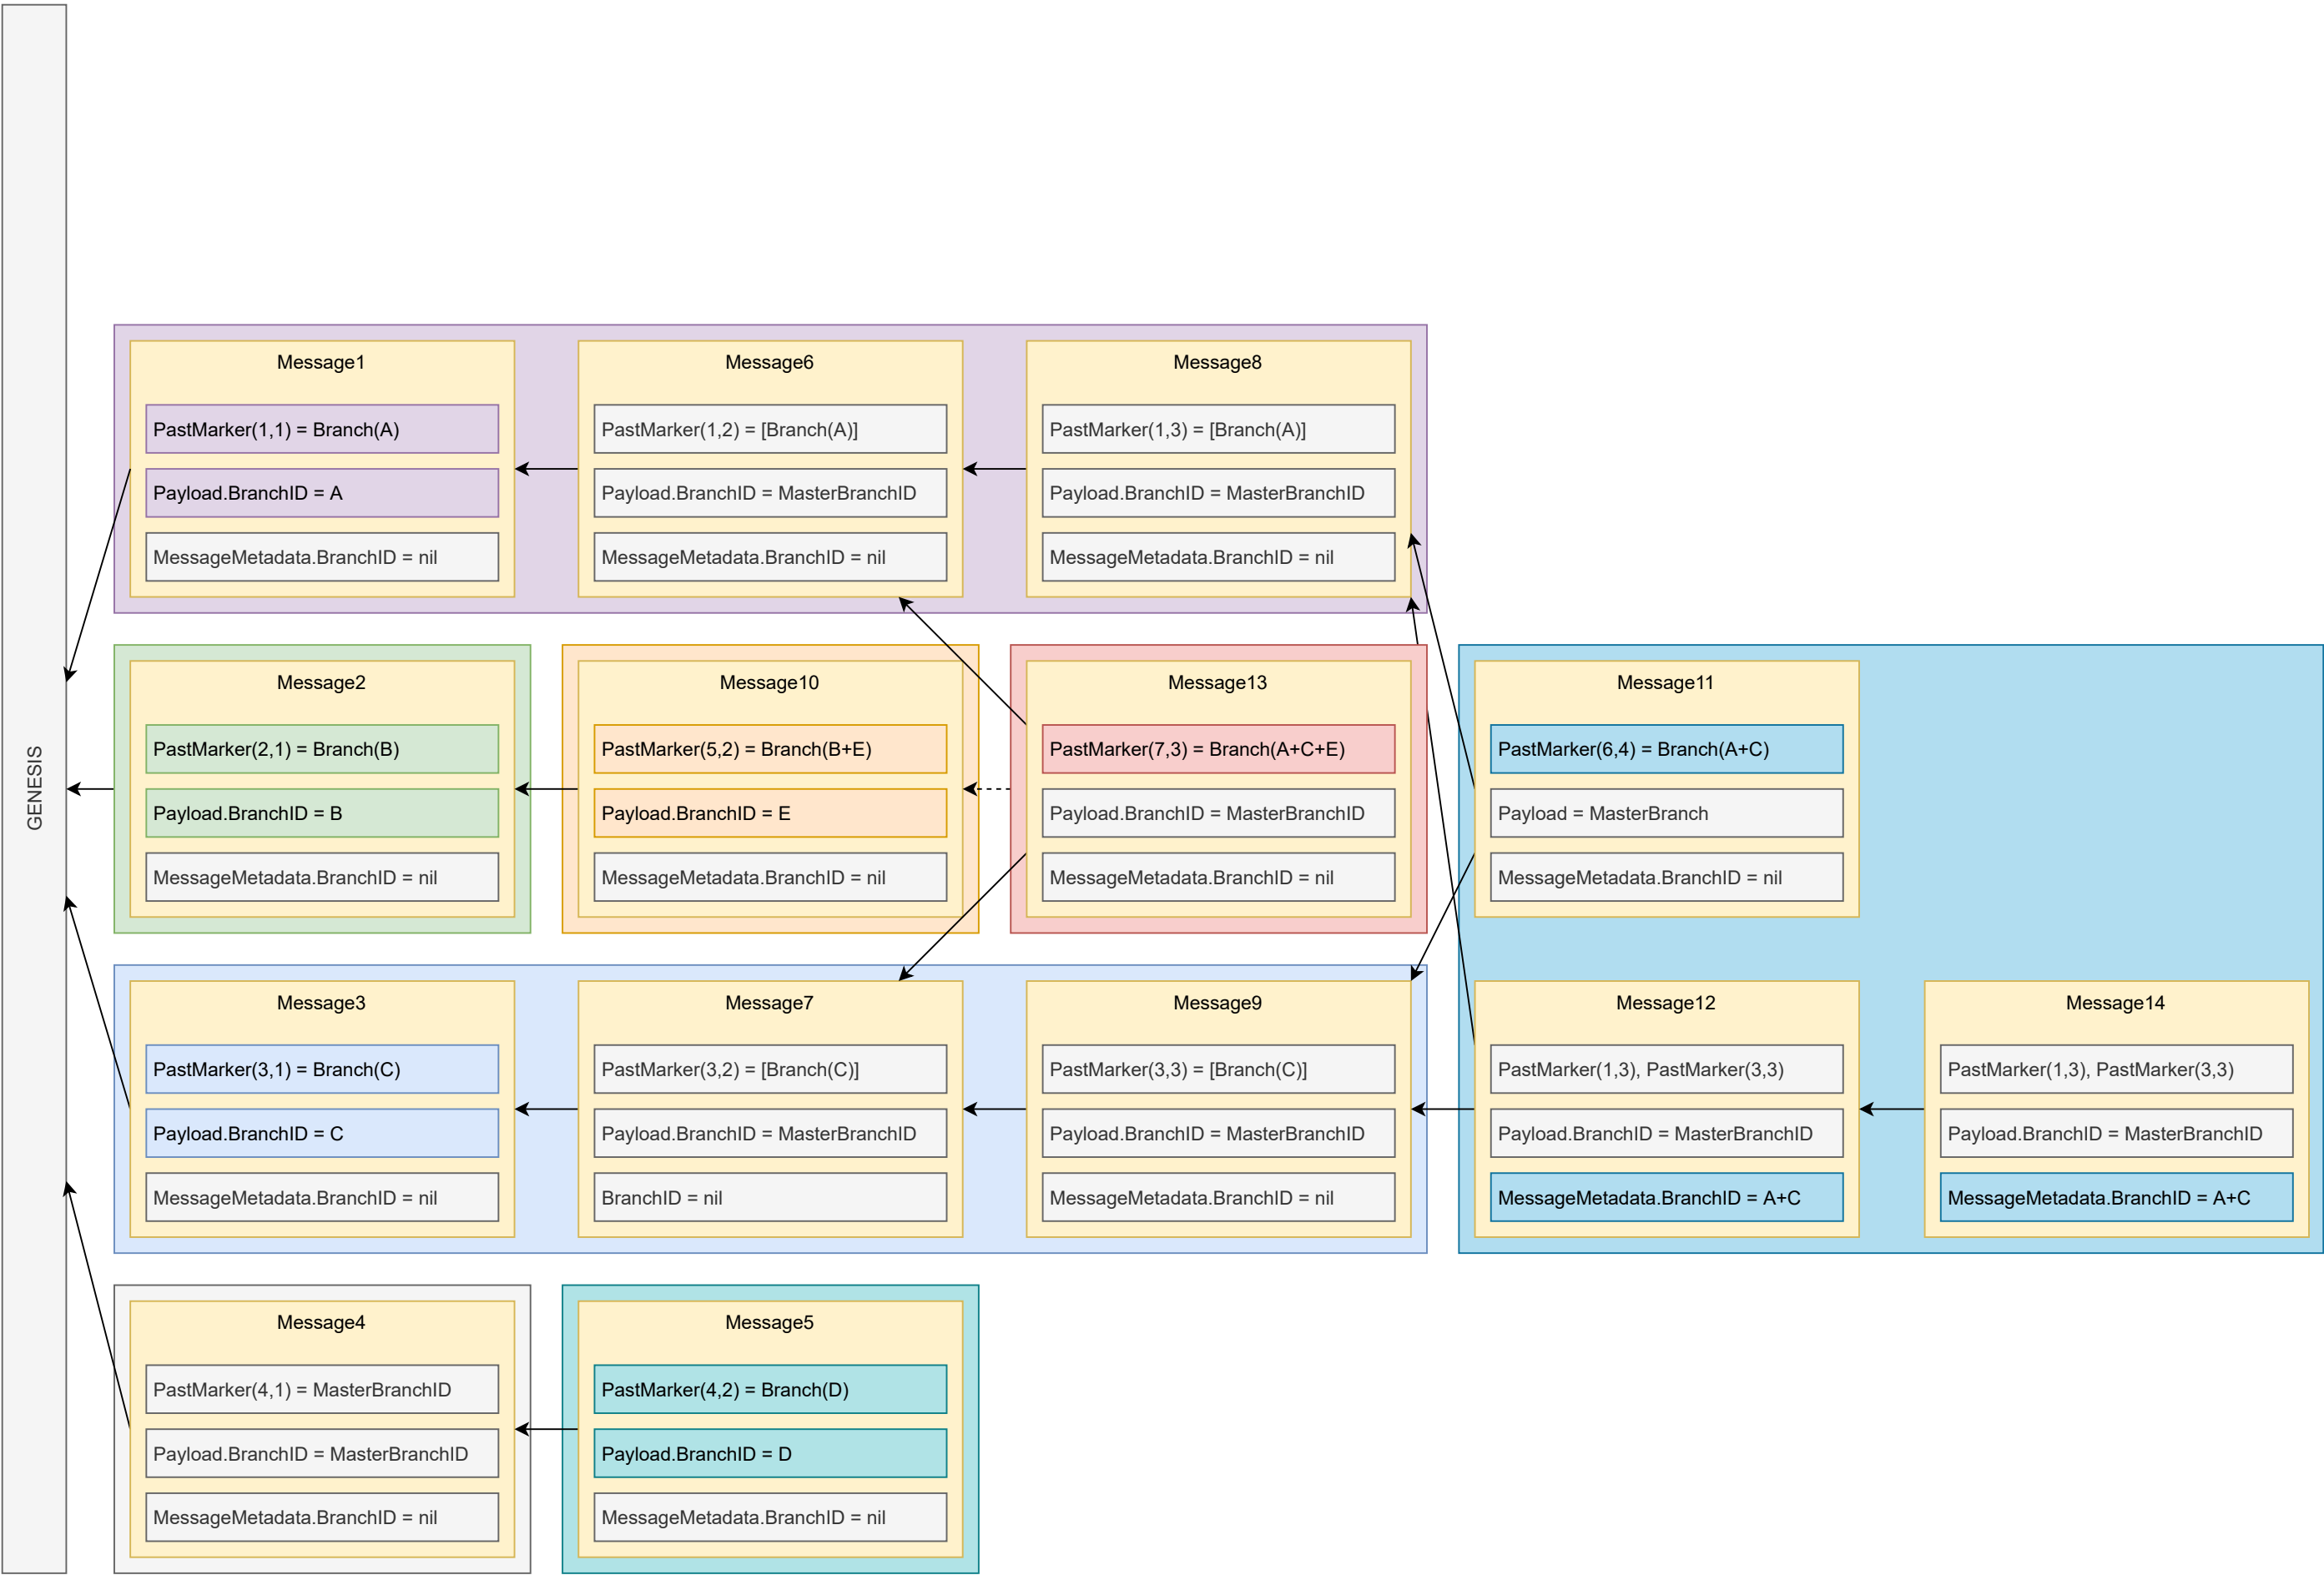 GENESIS
Message1
PastMarker(1,1) = Branch(A)
Payload.BranchID = A
MessageMetadata.BranchID = nil
Message6
PastMarker(1,2) = [Branch(A)]
Payload.BranchID = MasterBranchID
MessageMetadata.BranchID = nil
Message8
PastMarker(1,3) = [Branch(A)]
Payload.BranchID = MasterBranchID
MessageMetadata.BranchID = nil
Message2
PastMarker(2,1) = Branch(B)
Payload.BranchID = B
MessageMetadata.BranchID = nil
Message10
PastMarker(5,2) = Branch(B+E)
Payload.BranchID = E
MessageMetadata.BranchID = nil
Message13
PastMarker(7,3) = Branch(A+C+E)
Payload.BranchID = MasterBranchID
MessageMetadata.BranchID = nil
Message11
PastMarker(6,4) = Branch(A+C)
Payload = MasterBranch
MessageMetadata.BranchID = nil
Message3
PastMarker(3,1) = Branch(C)
Payload.BranchID = C
MessageMetadata.BranchID = nil
Message7
PastMarker(3,2) = [Branch(C)]
Payload.BranchID = MasterBranchID
BranchID = nil
Message9
PastMarker(3,3) = [Branch(C)]
Payload.BranchID = MasterBranchID
MessageMetadata.BranchID = nil
Message12
PastMarker(1,3), PastMarker(3,3)
Payload.BranchID = MasterBranchID
MessageMetadata.BranchID = A+C
Message14
PastMarker(1,3), PastMarker(3,3)
Payload.BranchID = MasterBranchID
MessageMetadata.BranchID = A+C
Message4
PastMarker(4,1) = MasterBranchID
Payload.BranchID = MasterBranchID
MessageMetadata.BranchID = nil
Message5
PastMarker(4,2) = Branch(D)
Payload.BranchID = D
MessageMetadata.BranchID = nil